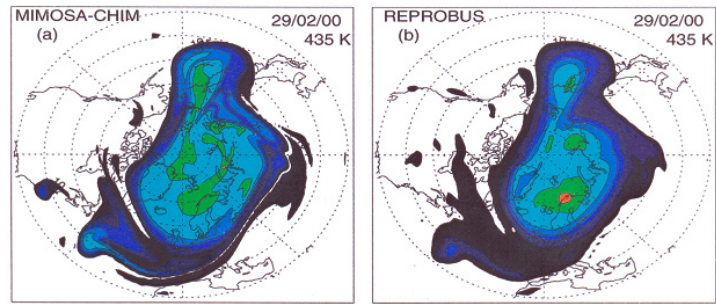 MIMOSA-CHIM
29/02/00
(a)
435 K
REPROBUS
29/02/00
(b)
435 K